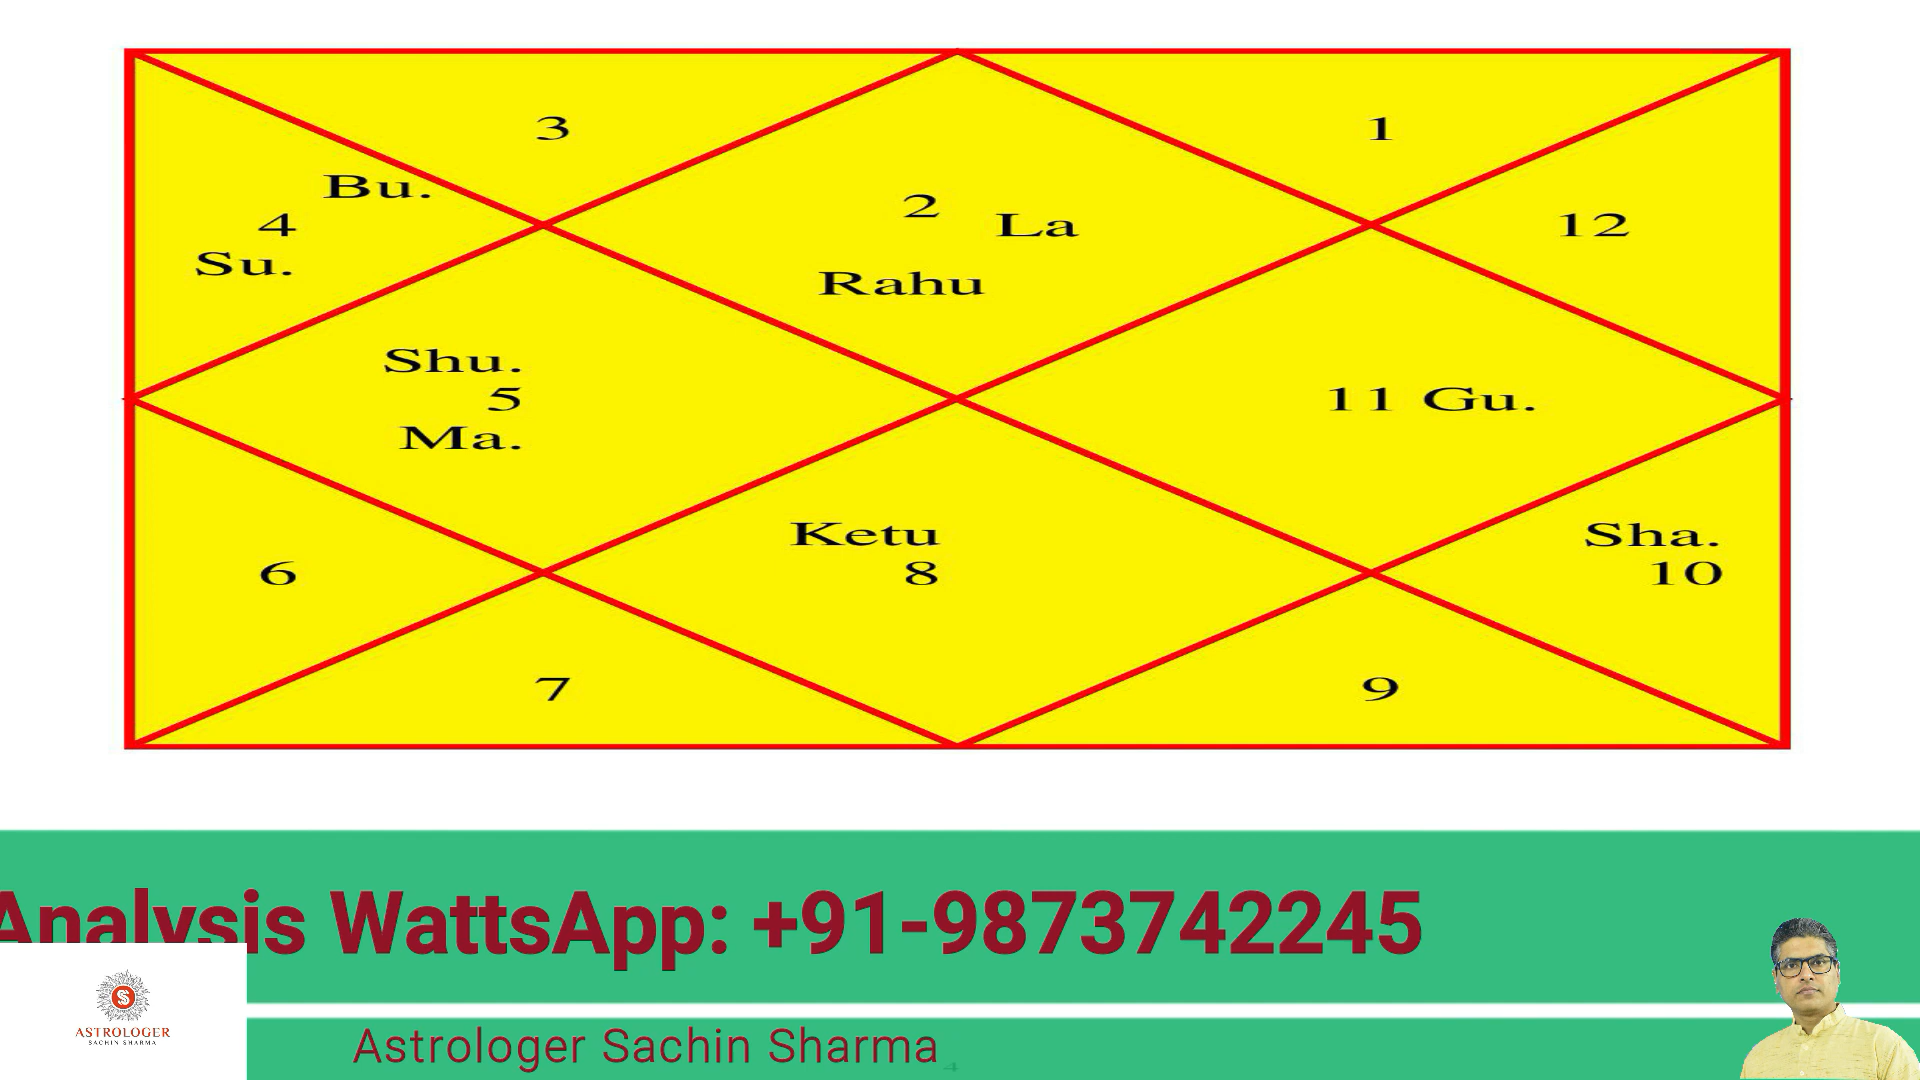 3
1
Bu.
4
Su.
2 La
Rahu
12
Shu.
5
Ma.
11 Gu.
Ketu
8
Sha.
10
6
7
9
Analysis WattsApp: +91-9873742245
S
ASTROLOGER
SACHIN SHARMA
Astrologer Sachin Sharma